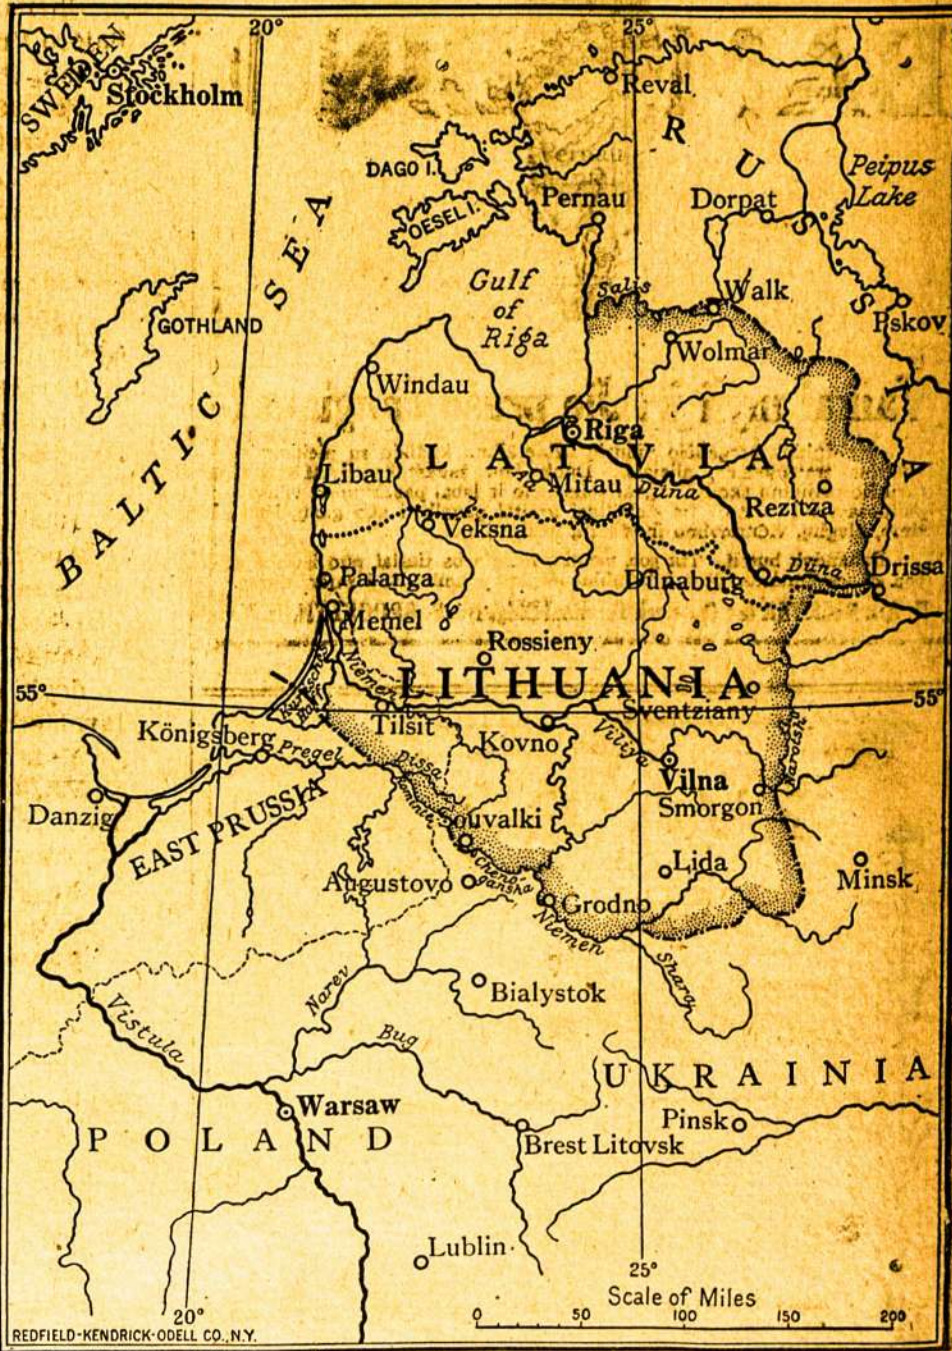 20°
25°
SWEDEN
Stockholm
Reval
RUSSIA
DAGO I.
OESEL I.
Pernau
Dorpat
Peipus
Lake
BALTIC SEA
Gulf
of
Riga
Salis
Walk
GOTHLAND
Pskov
Wolmar
Windau
Riga
LATVIA
Libau
Mitau
Düna
Rezitza
Veksna
Palanga
Dünaburg
Düna
Drissa
Memel
Rossieny
Niemen
LITHUANIA
55°
55°
Sventziany
Tilsit
Königsberg
Pregel
Kovno
Viliya
Pissa
Vilna
Smorgon
Danzig
EAST PRUSSIA
Souvalki
Lida
Minsk
Augustovo
Grodno
Niemen
Shara
Narev
Bialystok
Vistula
Bug
UKRAINIA
Warsaw
Pinsk
POLAND
Brest Litovsk
Lublin
25°
20°
Scale of Miles
0 50 100 150 200
REDFIELD-KENDRICK-ODELL CO., N.Y.